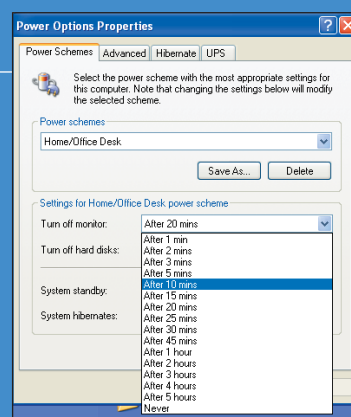 Power Options Properties
Power Schemes Advanced Hibernate UPS
Select the power scheme with the most appropriate settings for
this computer. Note that changing the settings below will modify
the selected scheme.
Power schemes
Home/Office Desk
Save As... Delete
Settings for Home/Office Desk power scheme
Turn off monitor: After 20 mins
Turn off hard disks:
System standby:
System hibernates:
After 1 min
After 2 mins
After 3 mins
After 5 mins
After 10 mins
After 15 mins
After 20 mins
After 25 mins
After 30 mins
After 45 mins
After 1 hour
After 2 hours
After 3 hours
After 4 hours
After 5 hours
Never